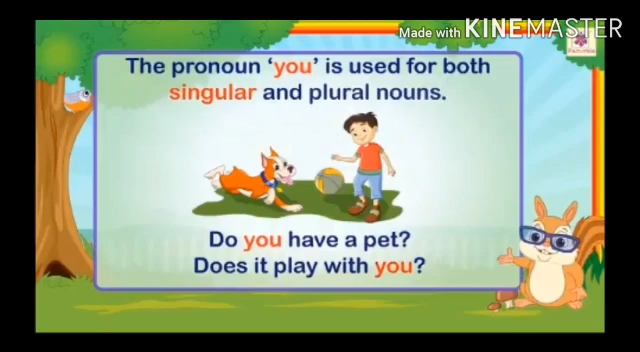 Made with KINEMASTER
The pronoun ‘you’ is used for both
singular and plural nouns.
Do you have a pet?
Does it play with you?